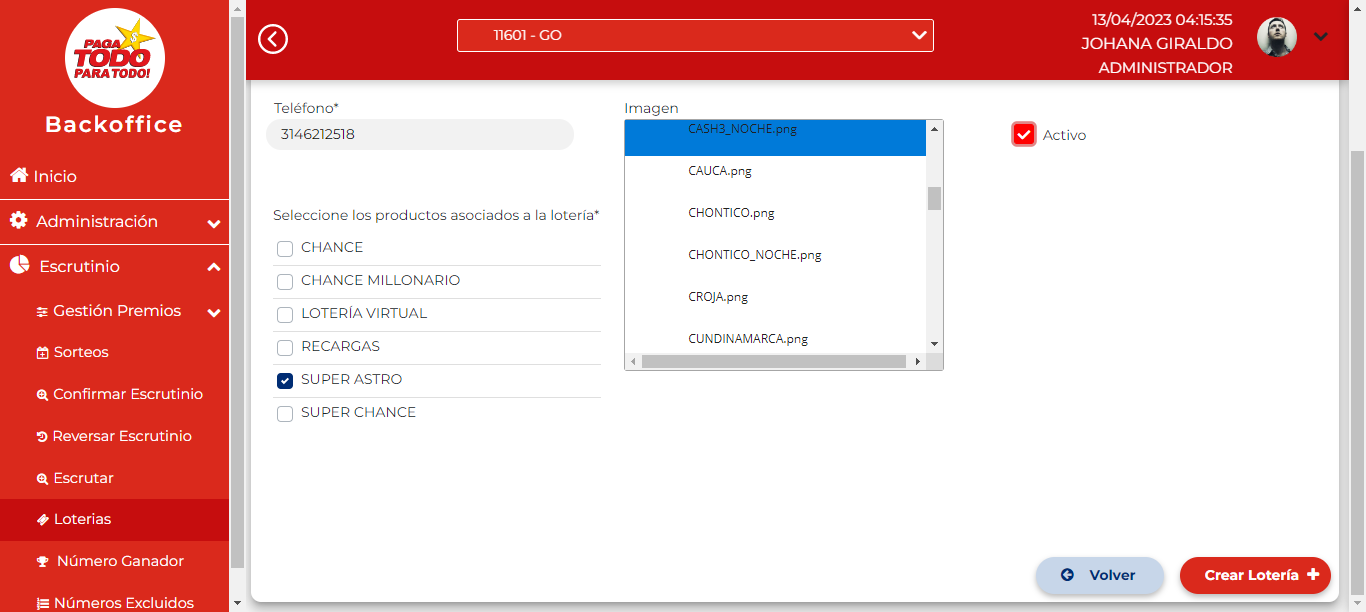 PAGA
TODO
PARA TODO!
Backoffice
Inicio
Administración
Escrutinio
Gestión Premios
Sorteos
Confirmar Escrutinio
Reversar Escrutinio
Escrutar
Loterias
Número Ganador
Números Excluidos
11601 - GO
13/04/2023 04:15:35
JOHANA GIRALDO
ADMINISTRADOR
Teléfono*
3146212518
Imagen
CASH3_NOCHE.png
CAUCA.png
CHONTICO.png
CHONTICO_NOCHE.png
CROJA.png
CUNDINAMARCA.png
Activo
Seleccione los productos asociados a la lotería*
CHANCE
CHANCE MILLONARIO
LOTERÍA VIRTUAL
RECARGAS
SUPER ASTRO
SUPER CHANCE
Volver
Crear Lotería